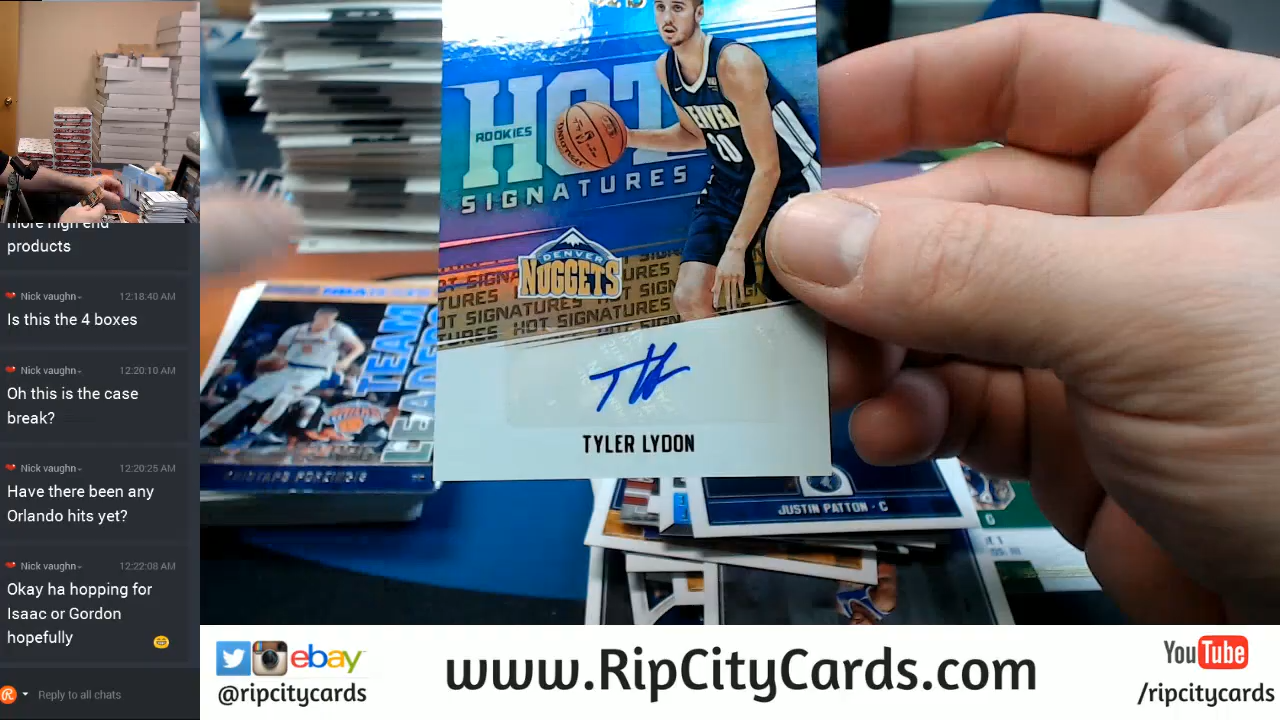 more high end
products
Nick vaughn
12:18:40 AM
Is this the 4 boxes
Nick vaughn
12:20:10 AM
Oh this is the case
break?
Nick vaughn
12:20:25 AM
Have there been any
Orlando hits yet?
Nick vaughn
12:22:08 AM
Okay ha hopping for
Isaac or Gordon
hopefully
Reply to all chats
HOT
ROOKIES
SIGNATURES
DENVER
NUGGETS
HOT SIGNATURES
TYLER LYDON
TEAM
JUSTIN PATTON - C
G
ebay
@ripcitycards
www.RipCityCards.com
YouTube
/ripcitycards